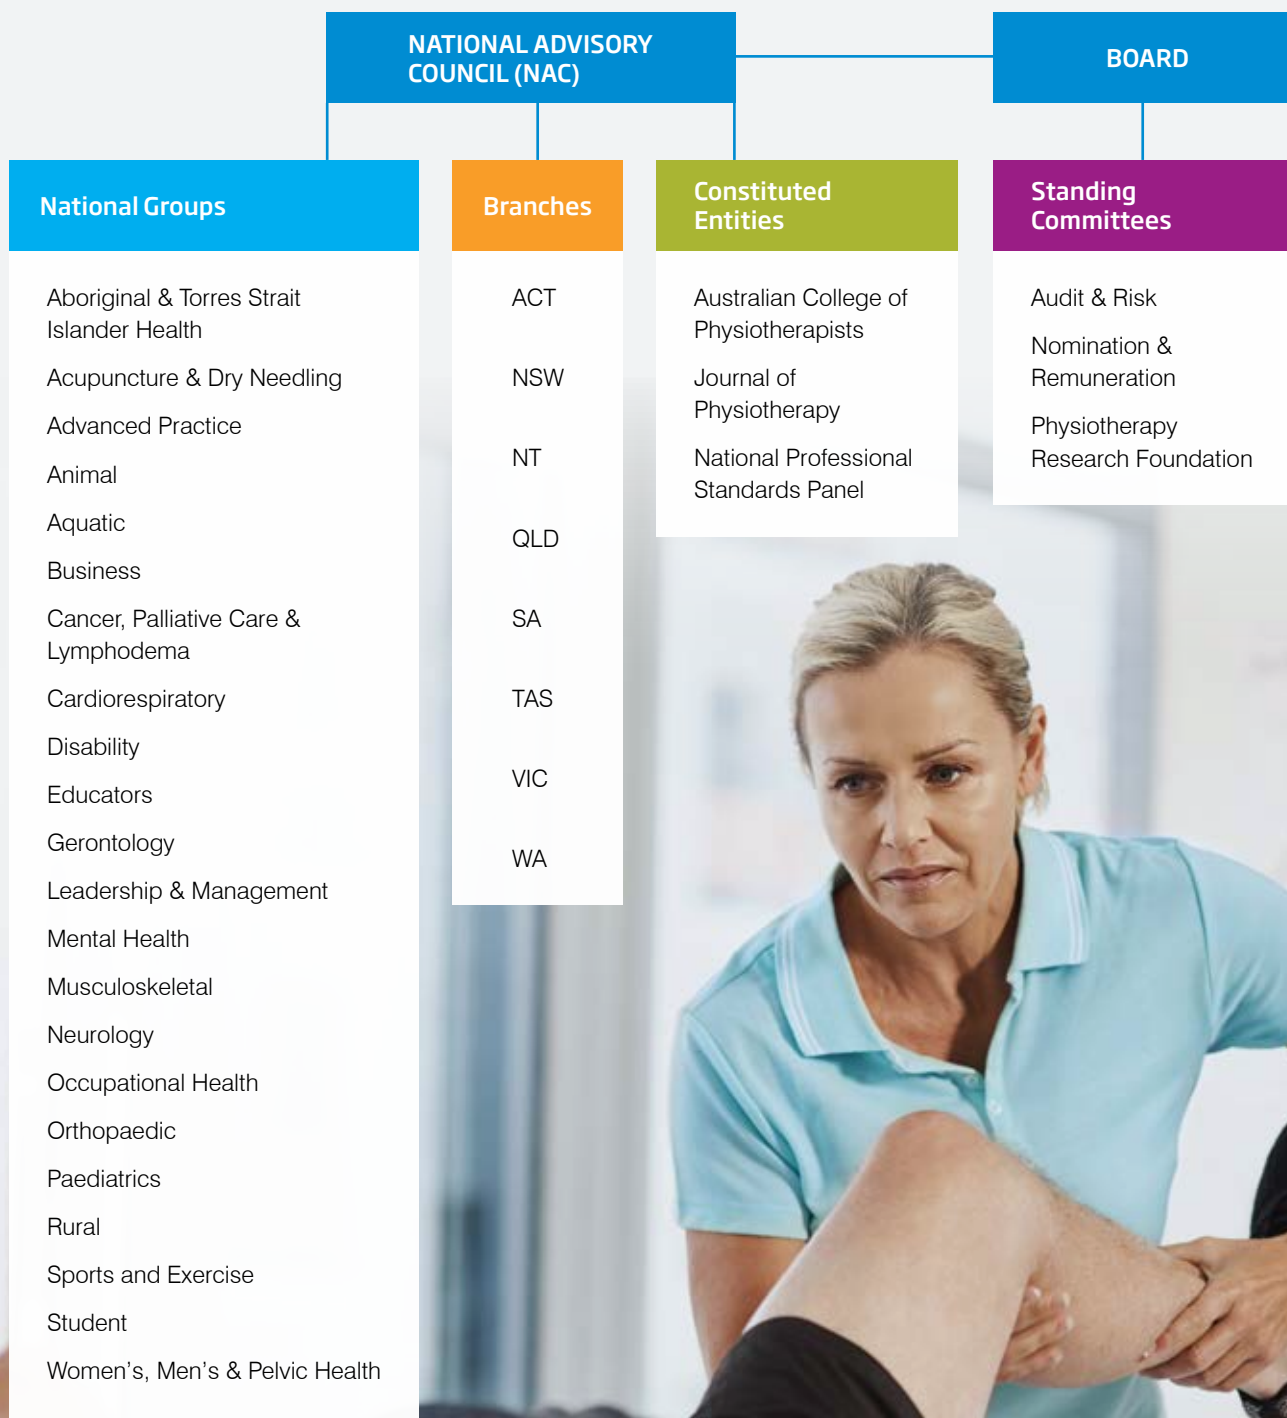 NATIONAL ADVISORY
COUNCIL (NAC)
BOARD
National Groups
Aboriginal & Torres Strait
Islander Health
Acupuncture & Dry Needling
Advanced Practice
Animal
Aquatic
Business
Cancer, Palliative Care &
Lymphodema
Cardiorespiratory
Disability
Educators
Gerontology
Leadership & Management
Mental Health
Musculoskeletal
Neurology
Occupational Health
Orthopaedic
Paediatrics
Rural
Sports and Exercise
Student
Women's, Men's & Pelvic Health
Branches
ACT
NSW
NT
QLD
SA
TAS
VIC
WA
Constituted
Entities
Australian College of
Physiotherapists
Journal of
Physiotherapy
National Professional
Standards Panel
Standing
Committees
Audit & Risk
Nomination &
Remuneration
Physiotherapy
Research Foundation